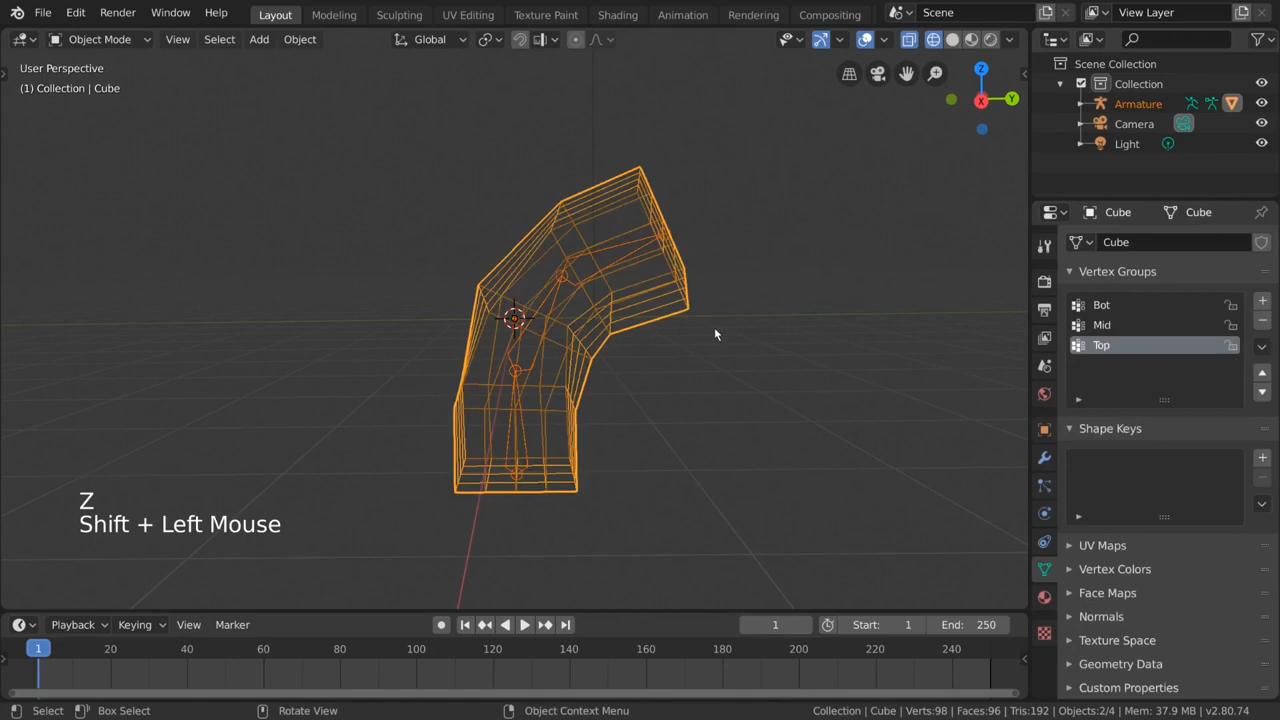 File Edit Render Window Help Layout Modeling Sculpting UV Editing Texture Paint Shading Animation Rendering Compositing Scene View Layer
Object Mode View Select Add Object Global
User Perspective
(1) Collection | Cube
Z
X
Y
Scene Collection
Collection
Armature
Camera
Light
Cube Cube
Cube
Vertex Groups
Bot
Mid
Top
Shape Keys
UV Maps
Vertex Colors
Face Maps
Normals
Texture Space
Geometry Data
Custom Properties
Z
Shift + Left Mouse
Playback Keying View Marker 1 Start: 1 End: 250
1 20 40 60 80 100 120 140 160 180 200 220 240
Select Box Select Rotate View Object Context Menu Collection | Cube | Verts:98 | Faces:96 | Tris:192 | Objects:2/4 | Mem: 37.9 MB | v2.80.74